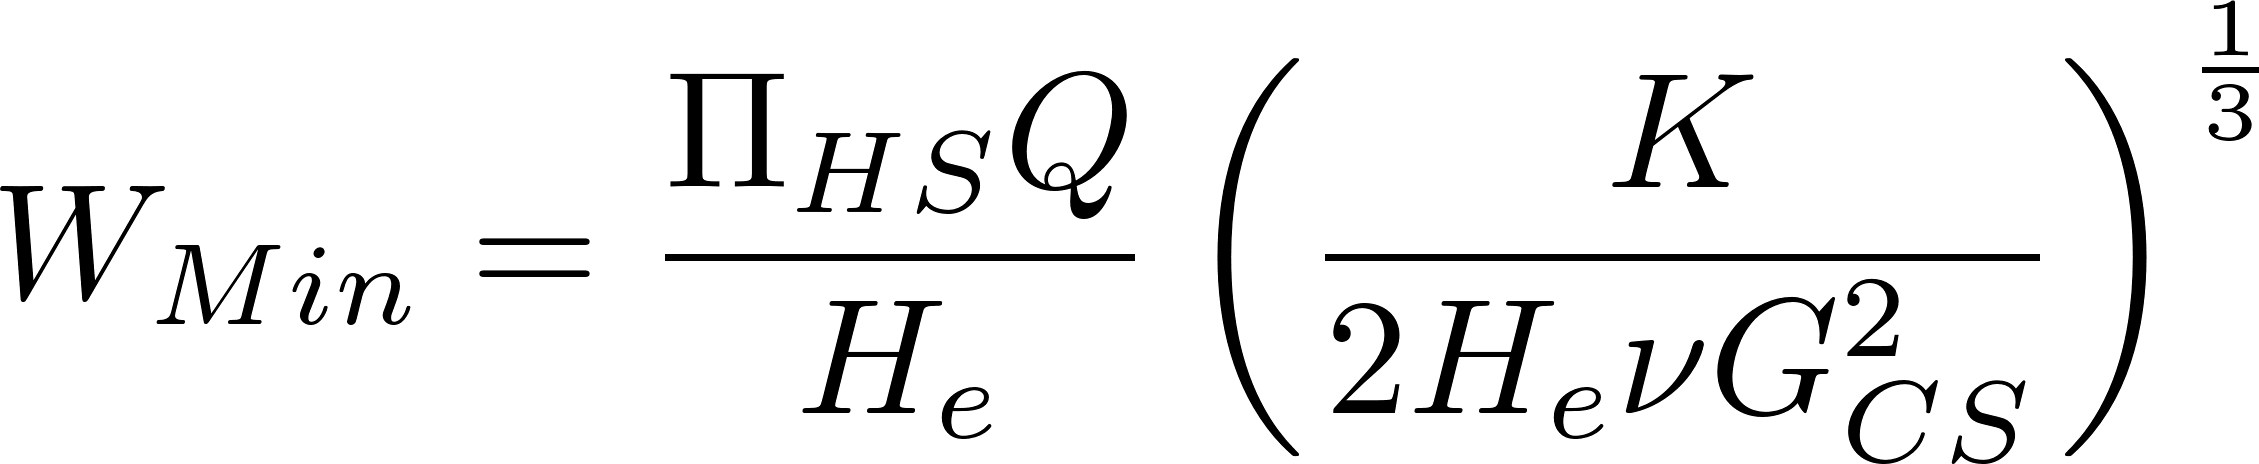 W_{Min} = \frac{\Pi_{HS} Q}{H_e} \left( \frac{K}{2 H_e \nu G_{CS}^2} \right)^{\frac{1}{3}}